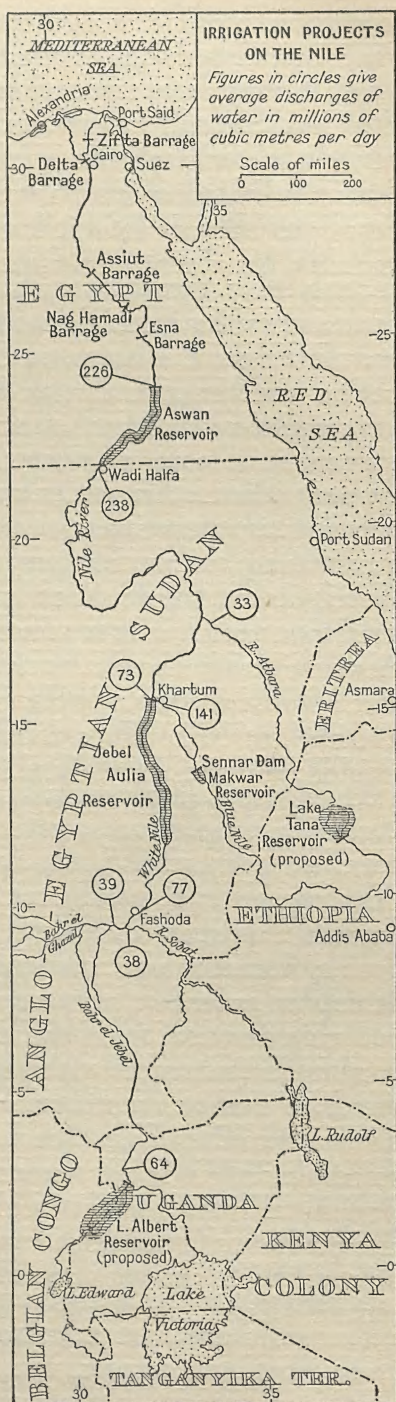 IRRIGATION PROJECTS
ON THE NILE
Figures in circles give
average discharges of
water in millions of
cubic metres per day
Scale of miles
0 100 200
30
MEDITERRANEAN
SEA
Alexandria
Port Said
Zifta Barrage
Cairo
Delta
Barrage
Suez
30
35
Assiut
Barrage
EGYPT
Nag Hamadi
Barrage
Esna
Barrage
25
25
226
RED
SEA
Aswan
Reservoir
Wadi Halfa
238
Nile River
20
20
Port Sudan
ANGLO-EGYPTIAN SUDAN
33
R. Atbara
ERITREA
Asmara
73
Khartum
141
15
15
Jebel
Aulia
Reservoir
Sennar Dam
Makwar
Reservoir
Lake
Tana
Reservoir
(proposed)
White Nile
Blue Nile
39
77
10
10
Fashoda
Bahr el
Ghazal
38
R. Sobat
ETHIOPIA
Addis Ababa
Bahr el Jebel
5
5
L. Rudolf
64
BELGIAN CONGO
UGANDA
L. Albert
Reservoir
(proposed)
KENYA
COLONY
0
0
L. Edward
Lake
Victoria
TANGANYIKA TER.
30
35